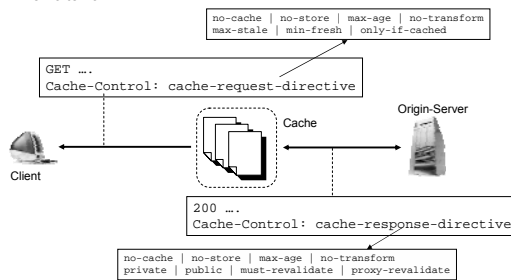 no-cache | no-store | max-age | no-transform
max-stale | min-fresh | only-if-cached
GET ….
Cache-Control: cache-request-directive
Cache
Origin-Server
Client
200 ….
Cache-Control: cache-response-directive
no-cache | no-store | max-age | no-transform
private | public | must-revalidate | proxy-revalidate